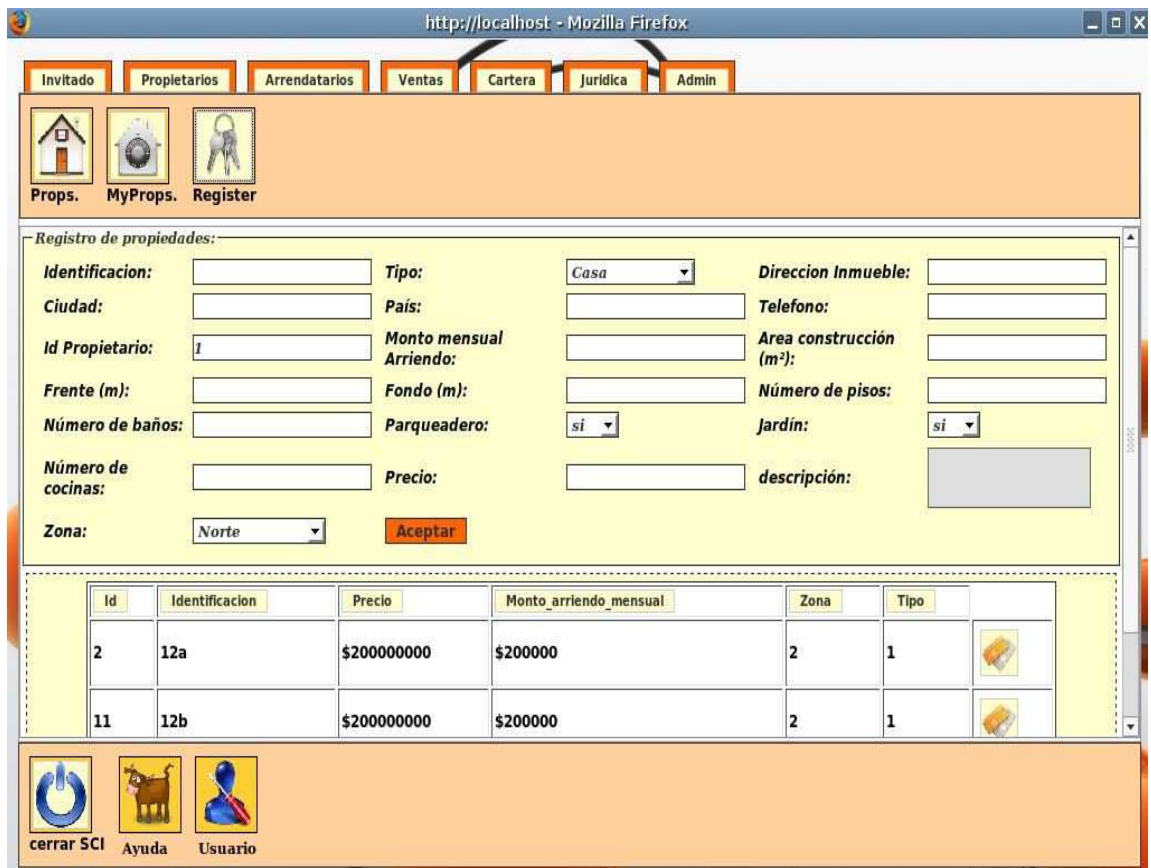 http://localhost - Mozilla Firefox
Invitado Propietarios Arrendatarios Ventas Cartera Juridica Admin
Props. MyProps. Register
Registro de propiedades:
Identificacion: Tipo: Casa Direccion Inmueble:
Ciudad: País: Telefono:
Id Propietario: 1 Monto mensual Arriendo: Area construcción (m²):
Frente (m): Fondo (m): Número de pisos:
Número de baños: Parqueadero: si Jardín: si
Número de cocinas: Precio: descripción:
Zona: Norte Aceptar
Id Identificacion Precio Monto_arriendo_mensual Zona Tipo
2 12a $200000000 $200000 2 1
11 12b $200000000 $200000 2 1
cerrar SCI Ayuda Usuario